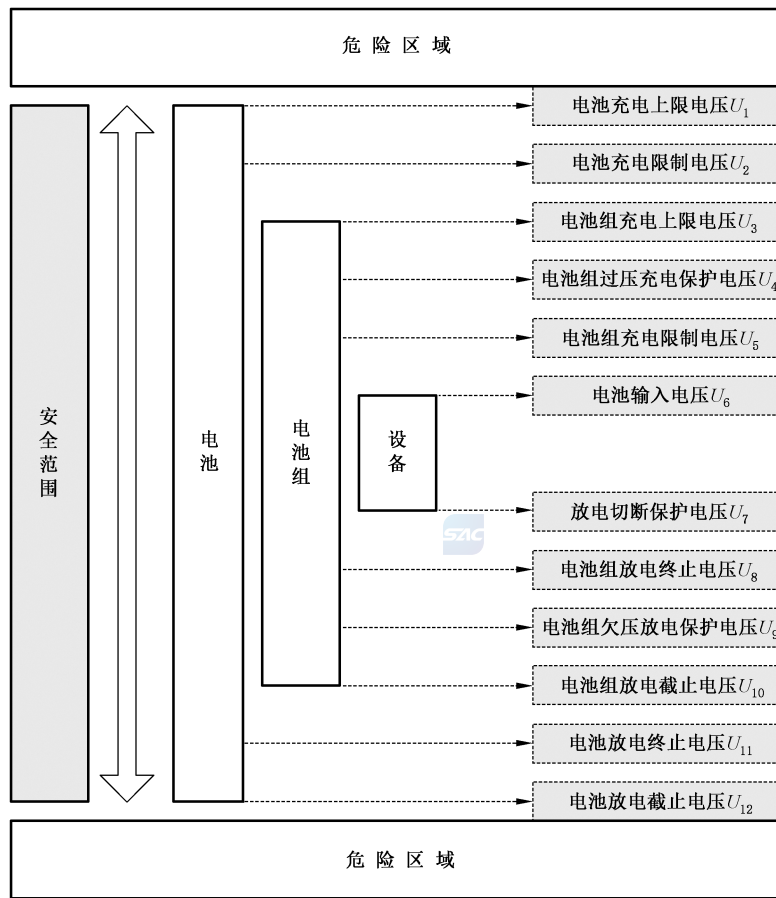 危险区域
电池充电上限电压U₁
电池充电限制电压U₂
电池组充电上限电压U₃
电池组过压充电保护电压U₄
电池组充电限制电压U₅
电池输入电压U₆
安全范围
电池
电池组
设备
放电切断保护电压U₇
SAC
电池组放电终止电压U₈
电池组欠压放电保护电压U₉
电池组放电截止电压U₁₀
电池放电终止电压U₁₁
电池放电截止电压U₁₂
危险区域